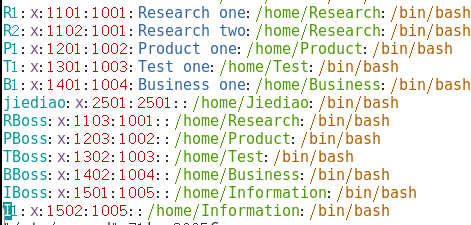 R1:x:1101:1001:Research one:/home/Research:/bin/bash
R2:x:1102:1001:Research two:/home/Research:/bin/bash
P1:x:1201:1002:Product one:/home/Product:/bin/bash
T1:x:1301:1003:Test one:/home/Test:/bin/bash
B1:x:1401:1004:Business one:/home/Business:/bin/bash
jiediao:x:2501:2501::/home/Jiediao:/bin/bash
RBoss:x:1103:1001::/home/Research:/bin/bash
PBoss:x:1203:1002::/home/Product:/bin/bash
TBoss:x:1302:1003::/home/Test:/bin/bash
BBoss:x:1402:1004::/home/Business:/bin/bash
IBoss:x:1501:1005::/home/Information:/bin/bash
I1:x:1502:1005::/home/Information:/bin/bash